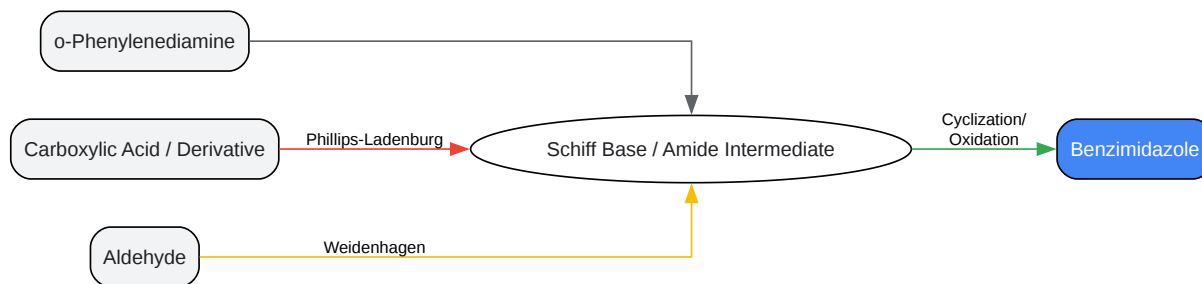 o-Phenylenediamine
Carboxylic Acid / Derivative
Phillips-Ladenburg
Schiff Base / Amide Intermediate
Cyclization/
Oxidation
Benzimidazole
Aldehyde
Weidenhagen